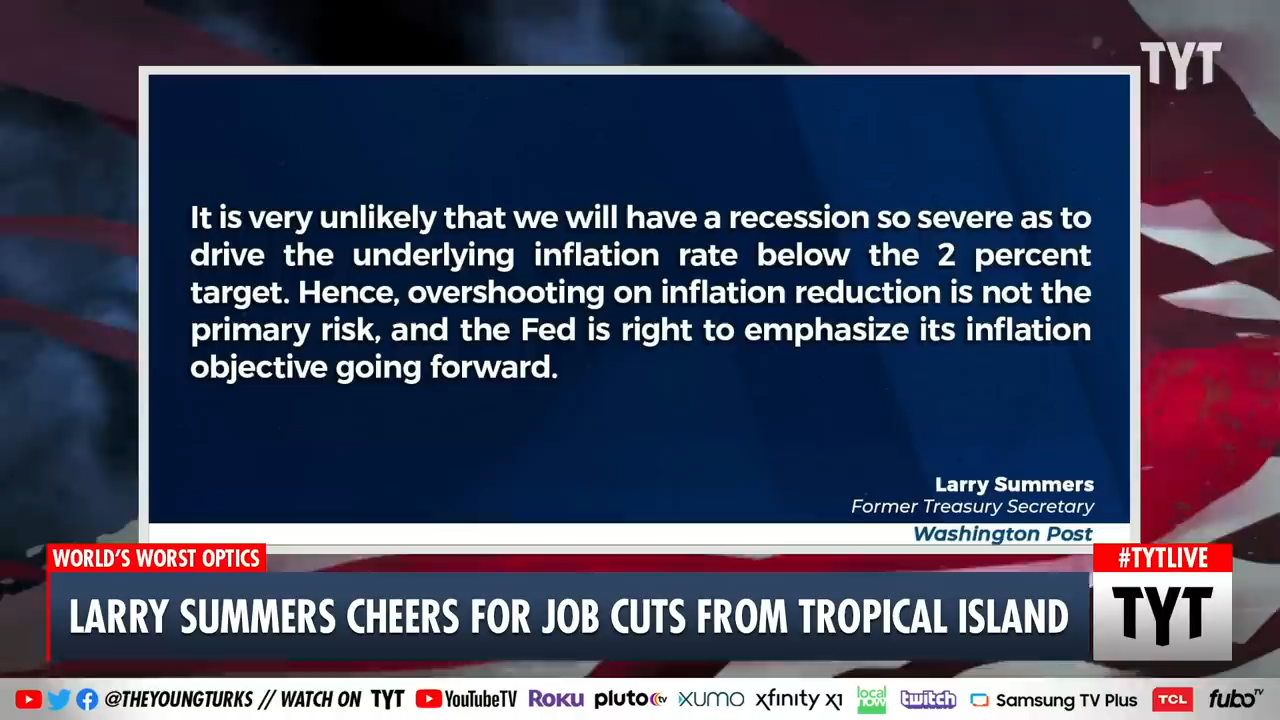 TYT
It is very unlikely that we will have a recession so severe as to
drive the underlying inflation rate below the 2 percent
target. Hence, overshooting on inflation reduction is not the
primary risk, and the Fed is right to emphasize its inflation
objective going forward.
Larry Summers
Former Treasury Secretary
Washington Post
WORLD'S WORST OPTICS
#TYTLIVE
LARRY SUMMERS CHEERS FOR JOB CUTS FROM TROPICAL ISLAND
TYT
@THEYOUNGTURKS // WATCH ON TYT YouTubeTV ROKU pluto tv XUMO xfinity X1 local now twitch Samsung TV Plus TCL fubo TV